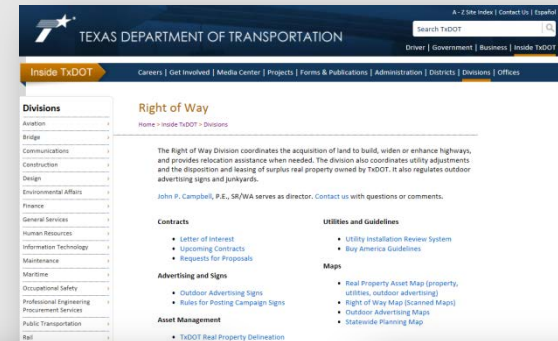 A - Z Site Index | Contact Us | Español
Search TxDOT
TEXAS DEPARTMENT OF TRANSPORTATION
Driver | Government | Business | Inside TxDOT
Inside TxDOT
Careers | Get Involved | Media Center | Projects | Forms & Publications | Administration | Districts | Divisions | Offices
Divisions
Aviation
Bridge
Communications
Construction
Design
Environmental Affairs
Finance
General Services
Human Resources
Information Technology
Maintenance
Maritime
Occupational Safety
Professional Engineering
Procurement Services
Public Transportation
Rail
Right of Way
Home > Inside TxDOT > Divisions
The Right of Way Division coordinates the acquisition of land to build, widen or enhance highways,
and provides relocation assistance when needed. The division also coordinates utility adjustments
and the disposition and leasing of surplus real property owned by TxDOT. It also regulates outdoor
advertising signs and junkyards.
John P. Campbell, P.E., SR/WA serves as director. Contact us with questions or comments.
Contracts
• Letter of Interest
• Upcoming Contracts
• Requests for Proposals
Advertising and Signs
• Outdoor Advertising Signs
• Rules for Posting Campaign Signs
Asset Management
• TxDOT Real Property Delineation
Utilities and Guidelines
• Utility Installation Review System
• Buy America Guidelines
Maps
• Real Property Asset Map (property,
utilities, outdoor advertising)
• Right of Way Map (Scanned Maps)
• Outdoor Advertising Maps
• Statewide Planning Map